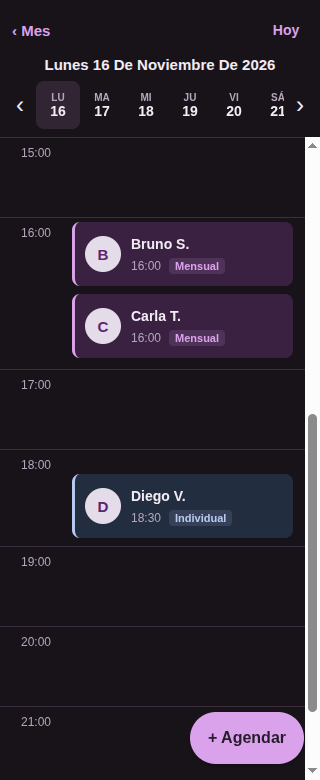 ‹ Mes
Hoy
Lunes 16 De Noviembre De 2026
‹ LU MA MI JU VI SÁ ›
16 17 18 19 20 21
15:00
16:00
B Bruno S.
16:00 Mensual
C Carla T.
16:00 Mensual
17:00
18:00
D Diego V.
18:30 Individual
19:00
20:00
21:00
+ Agendar